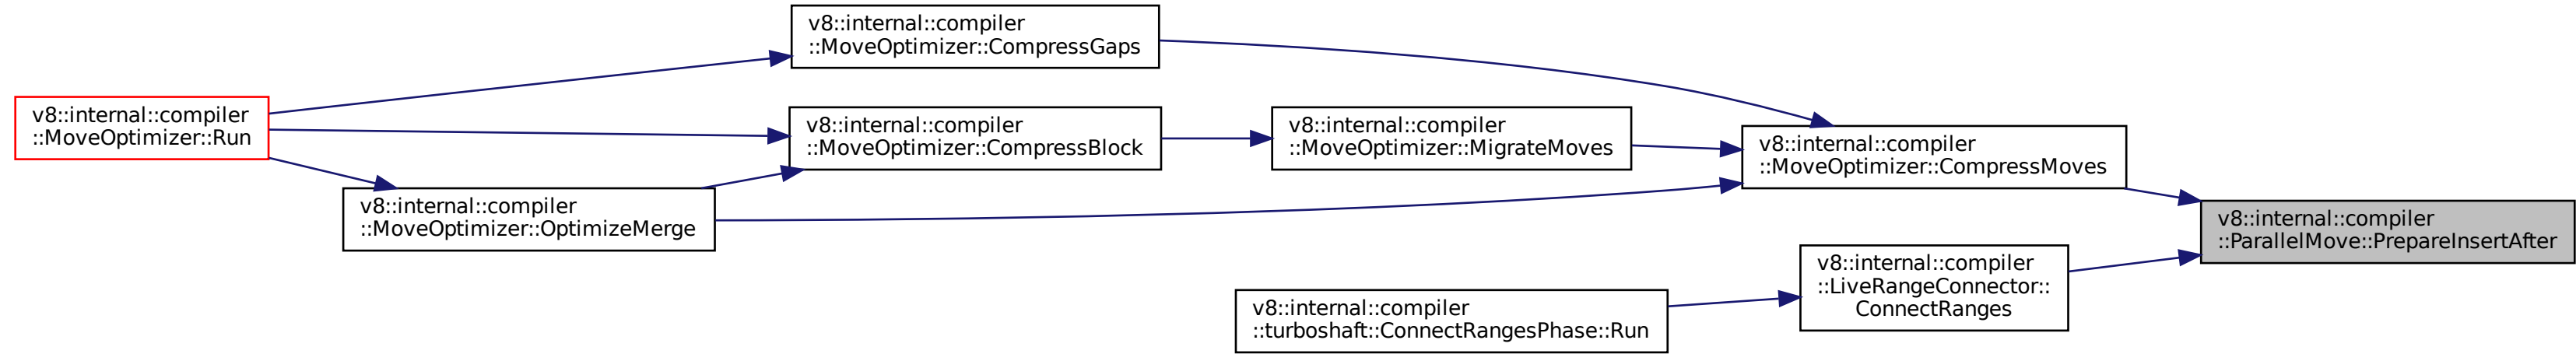 v8::internal::compiler
::MoveOptimizer::CompressGaps
v8::internal::compiler
::MoveOptimizer::Run
v8::internal::compiler
::MoveOptimizer::CompressBlock
v8::internal::compiler
::MoveOptimizer::MigrateMoves
v8::internal::compiler
::MoveOptimizer::CompressMoves
v8::internal::compiler
::MoveOptimizer::OptimizeMerge
v8::internal::compiler
::ParallelMove::PrepareInsertAfter
v8::internal::compiler
::LiveRangeConnector::
ConnectRanges
v8::internal::compiler
::turboshaft::ConnectRangesPhase::Run